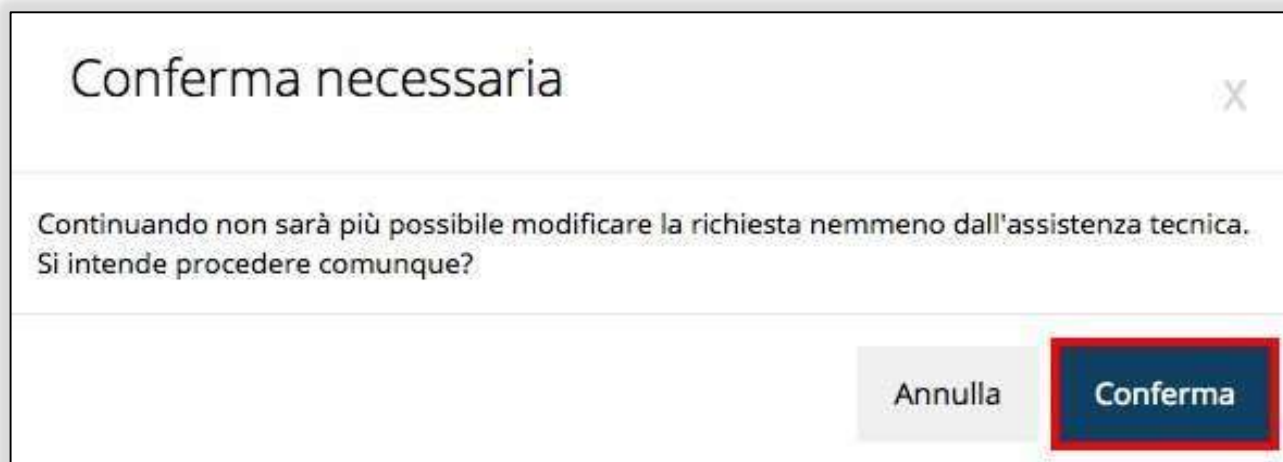 Conferma necessaria
X
Continuando non sarà più possibile modificare la richiesta nemmeno dall'assistenza tecnica.
Si intende procedere comunque?
Annulla Conferma